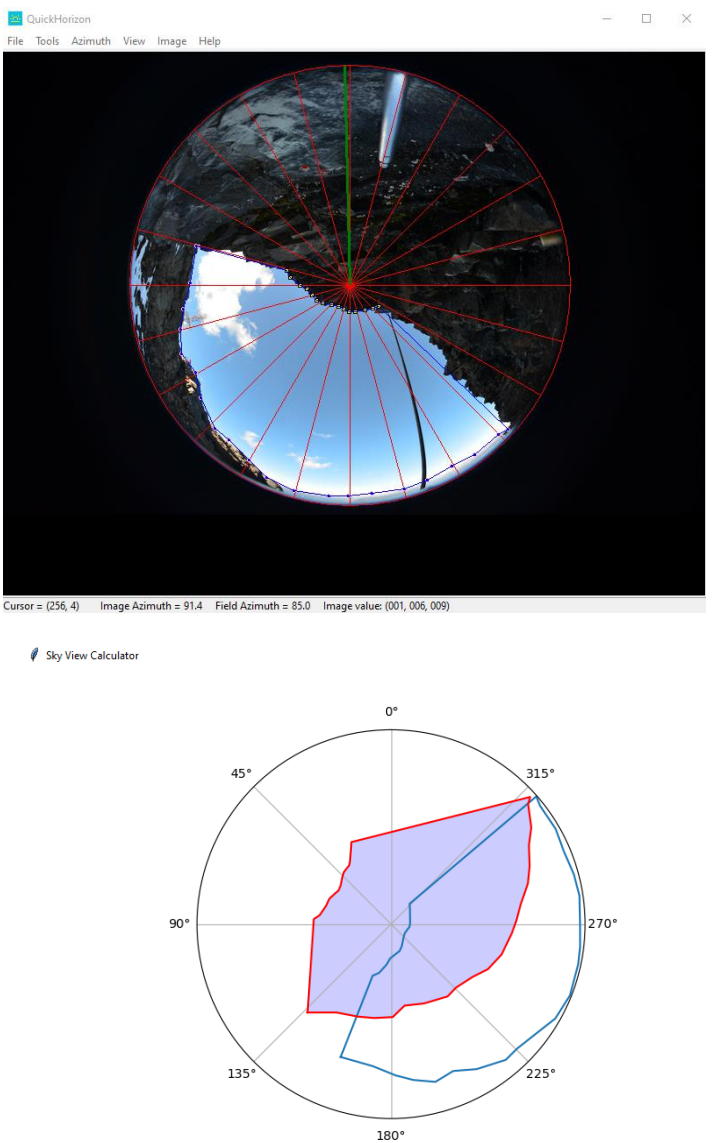 QuickHorizon
File Tools Azimuth View Image Help
Cursor = (256, 4) Image Azimuth = 91.4 Field Azimuth = 85.0 Image value: (001, 006, 009)
Sky View Calculator
0°
45° 315°
90° 270°
135° 225°
180°